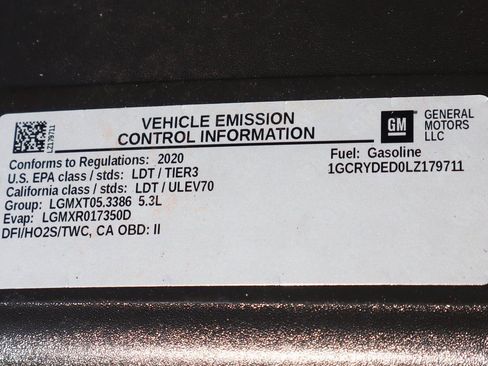 LZ179711
VEHICLE EMISSION
CONTROL INFORMATION
GM
GENERAL
MOTORS
LLC
Conforms to Regulations: 2020
U.S. EPA class / stds: LDT / TIER3
California class / stds: LDT / ULEV70
Group: LGMXT05.3386 5.3L
Evap: LGMXR017350D
DFI/HO2S/TWC, CA OBD: II
Fuel: Gasoline
1GCRYDED0LZ179711